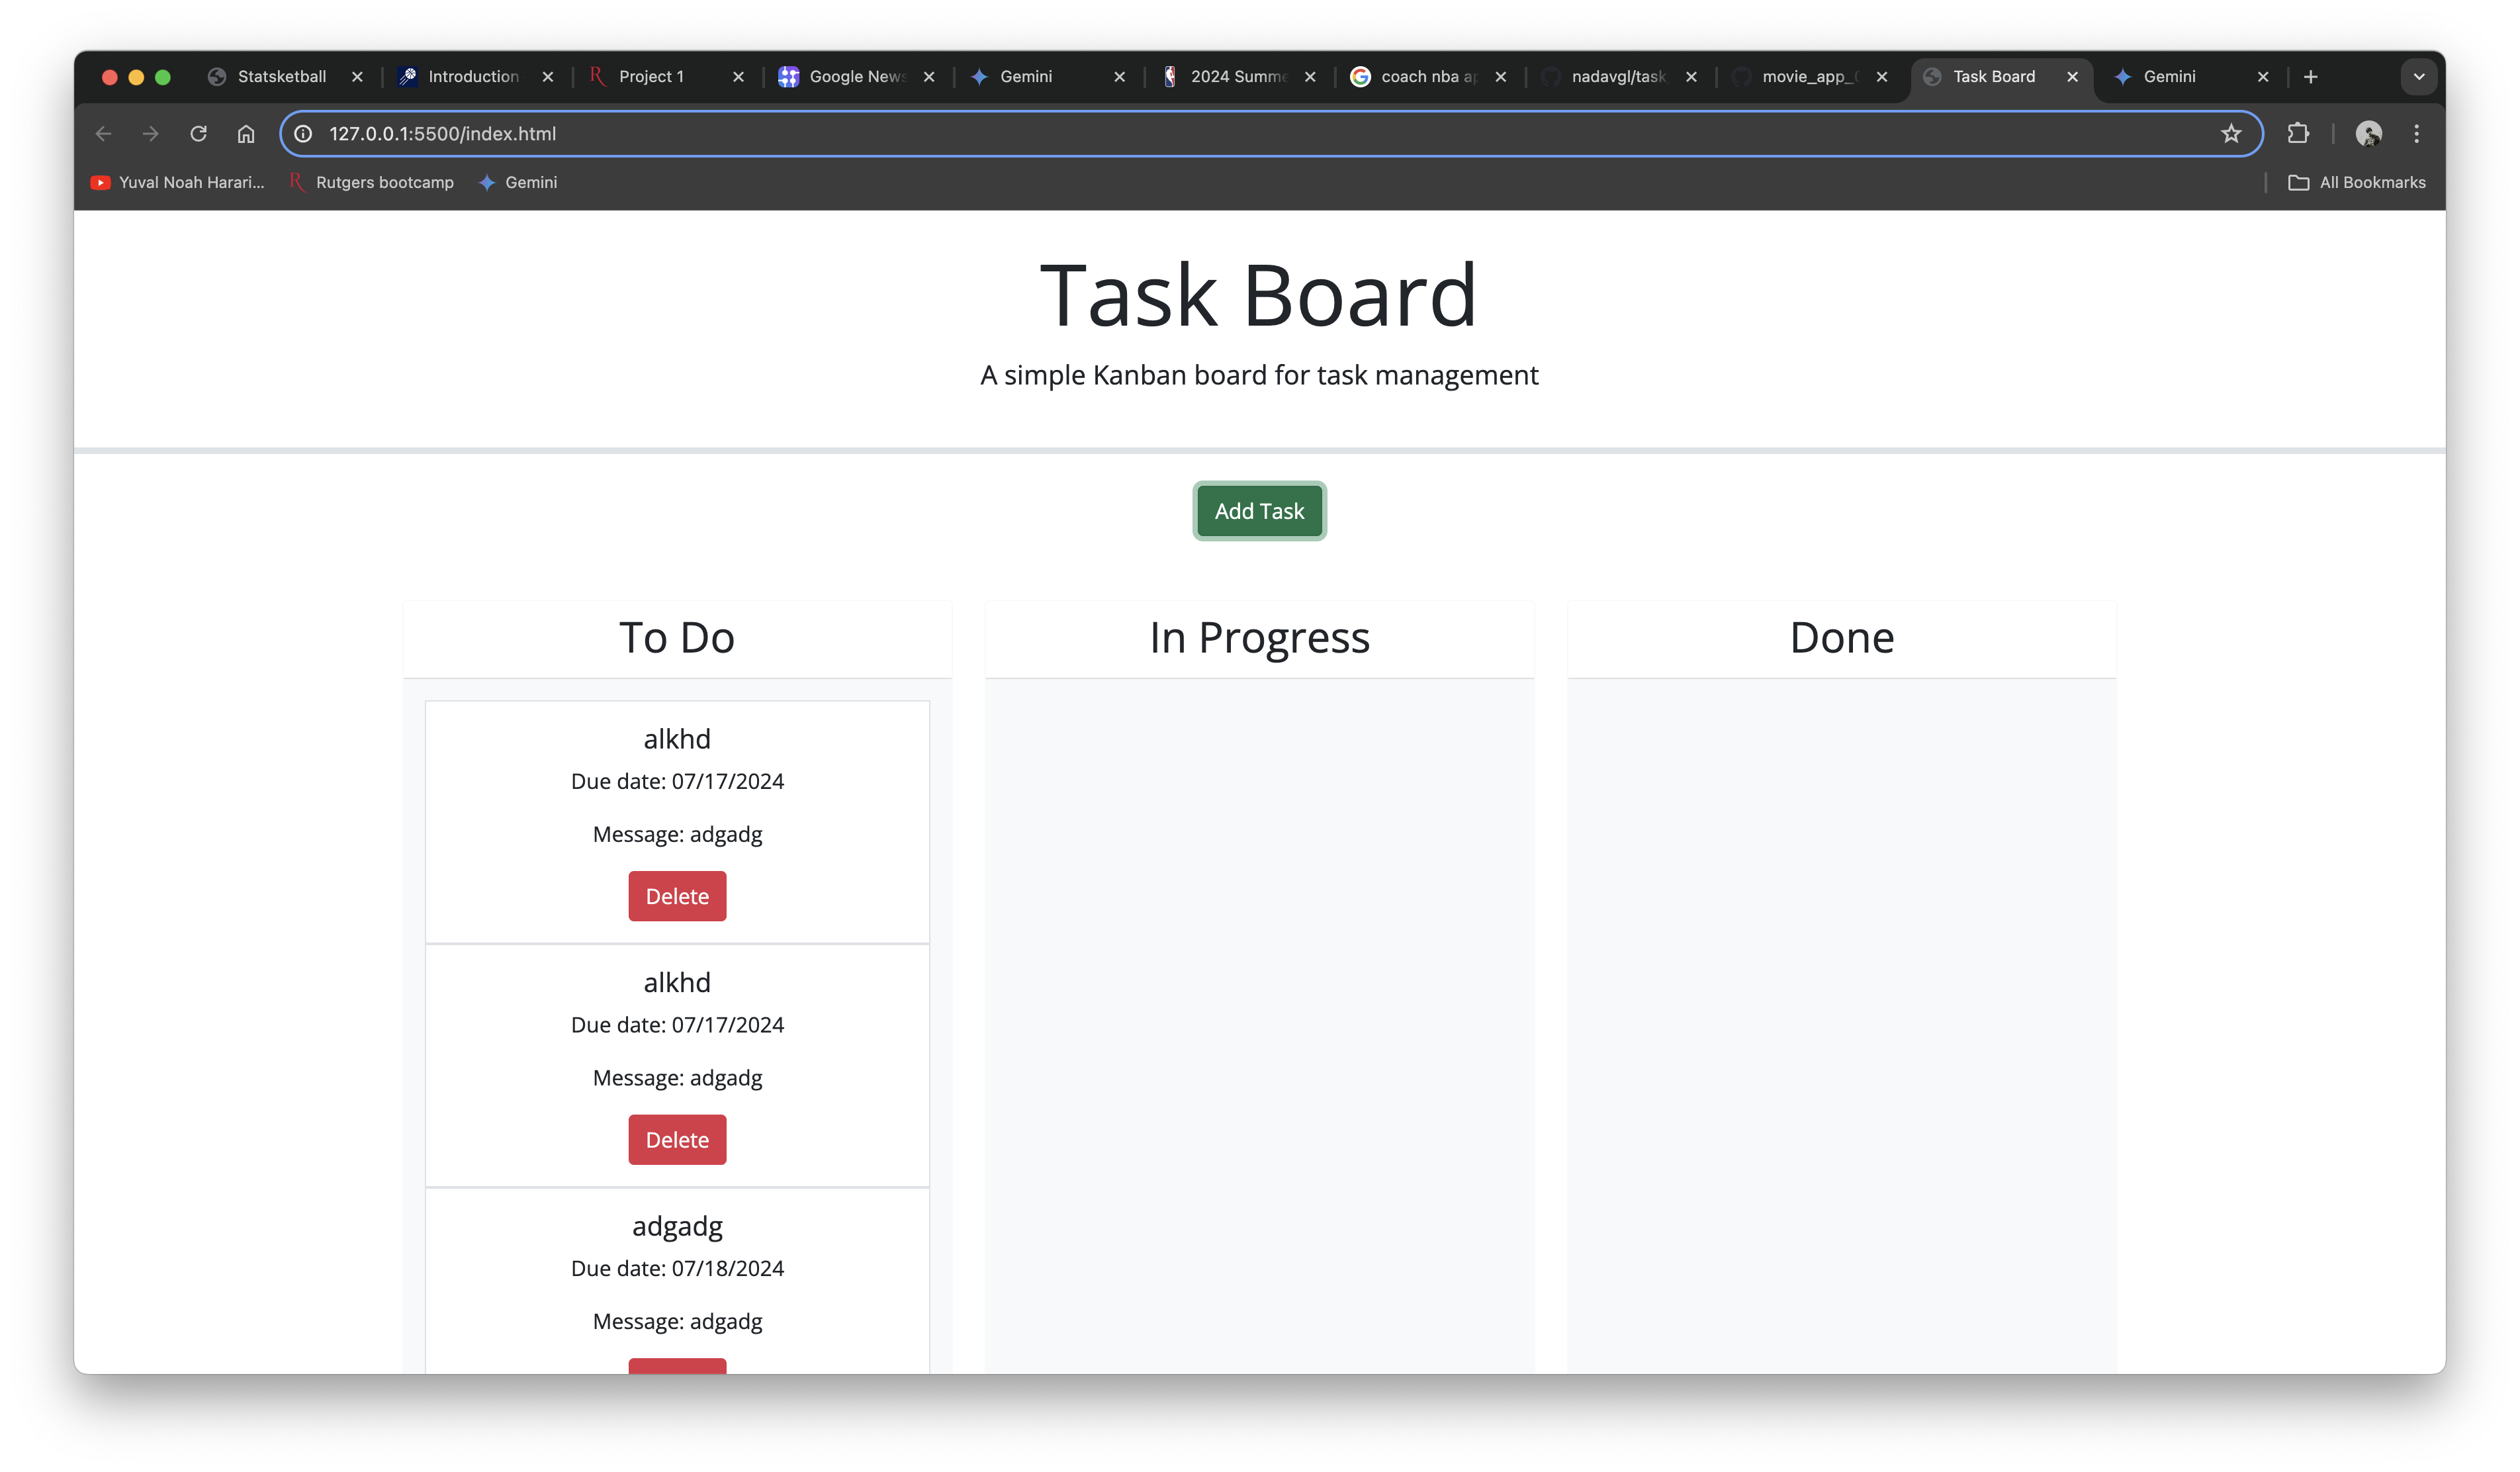 Statsketball
Introduction
Project 1
Google News
Gemini
2024 Summe
coach nba ap
nadavgl/task
movie_app_
Task Board
Gemini
127.0.0.1:5500/index.html
Yuval Noah Harari...
Rutgers bootcamp
Gemini
All Bookmarks
Task Board
A simple Kanban board for task management
Add Task
To Do
In Progress
Done
alkhd
Due date: 07/17/2024
Message: adgadg
Delete
alkhd
Due date: 07/17/2024
Message: adgadg
Delete
adgadg
Due date: 07/18/2024
Message: adgadg